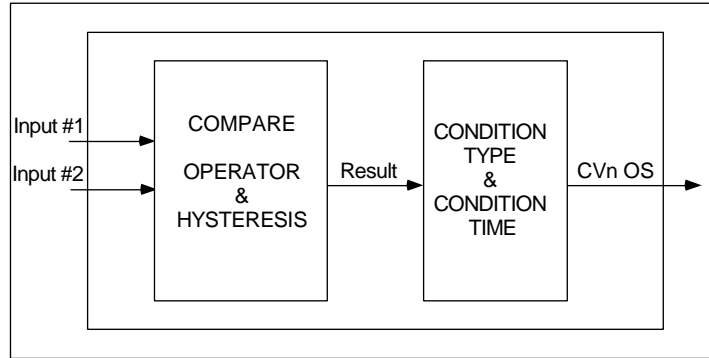 Input #1
Input #2
COMPARE
OPERATOR
&
HYSTERESIS
Result
CONDITION
TYPE
&
CONDITION
TIME
CVn OS